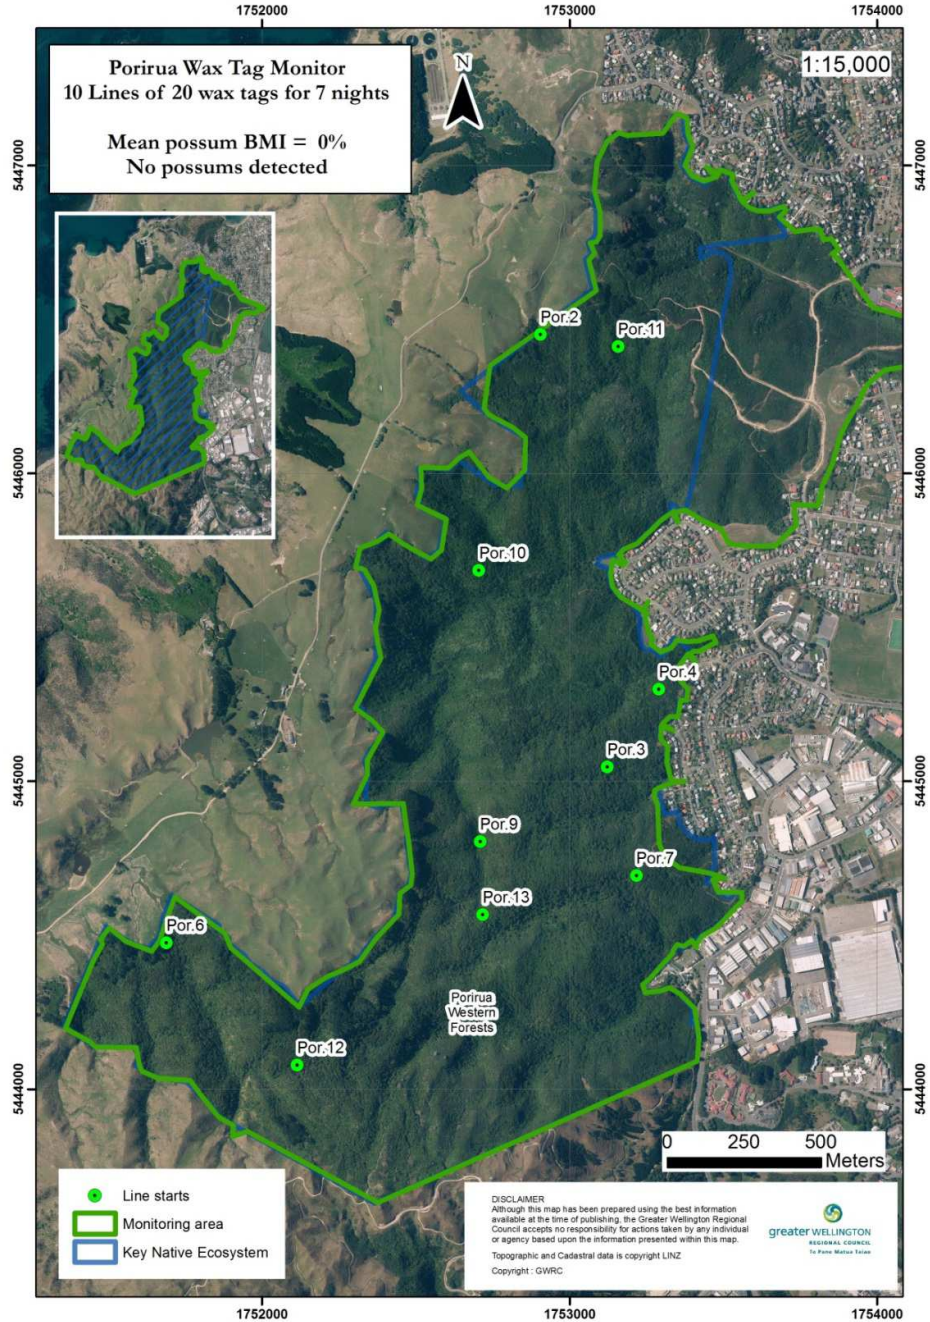 1752000
1753000
1754000
Porirua Wax Tag Monitor
10 Lines of 20 wax tags for 7 nights
Mean possum BMI = 0%
No possums detected
N
1:15,000
5447000
5447000
Por.2
Por.11
5446000
5446000
Por.10
Por.4
Por.3
5445000
5445000
Por.9
Por.7
Por.13
Por.6
Porirua
Western
Forests
Por.12
5444000
5444000
0 250 500
Meters
Line starts
Monitoring area
Key Native Ecosystem
DISCLAIMER
Although this map has been prepared using the best information
available at the time of publishing, the Greater Wellington Regional
Council accepts no responsibility for actions taken by any individual
or agency based upon the information presented within this map.
Topographic and Cadastral data is copyright LINZ
Copyright : GWRC
greater WELLINGTON
REGIONAL COUNCIL
Te Pane Matua Taiao
1752000
1753000
1754000